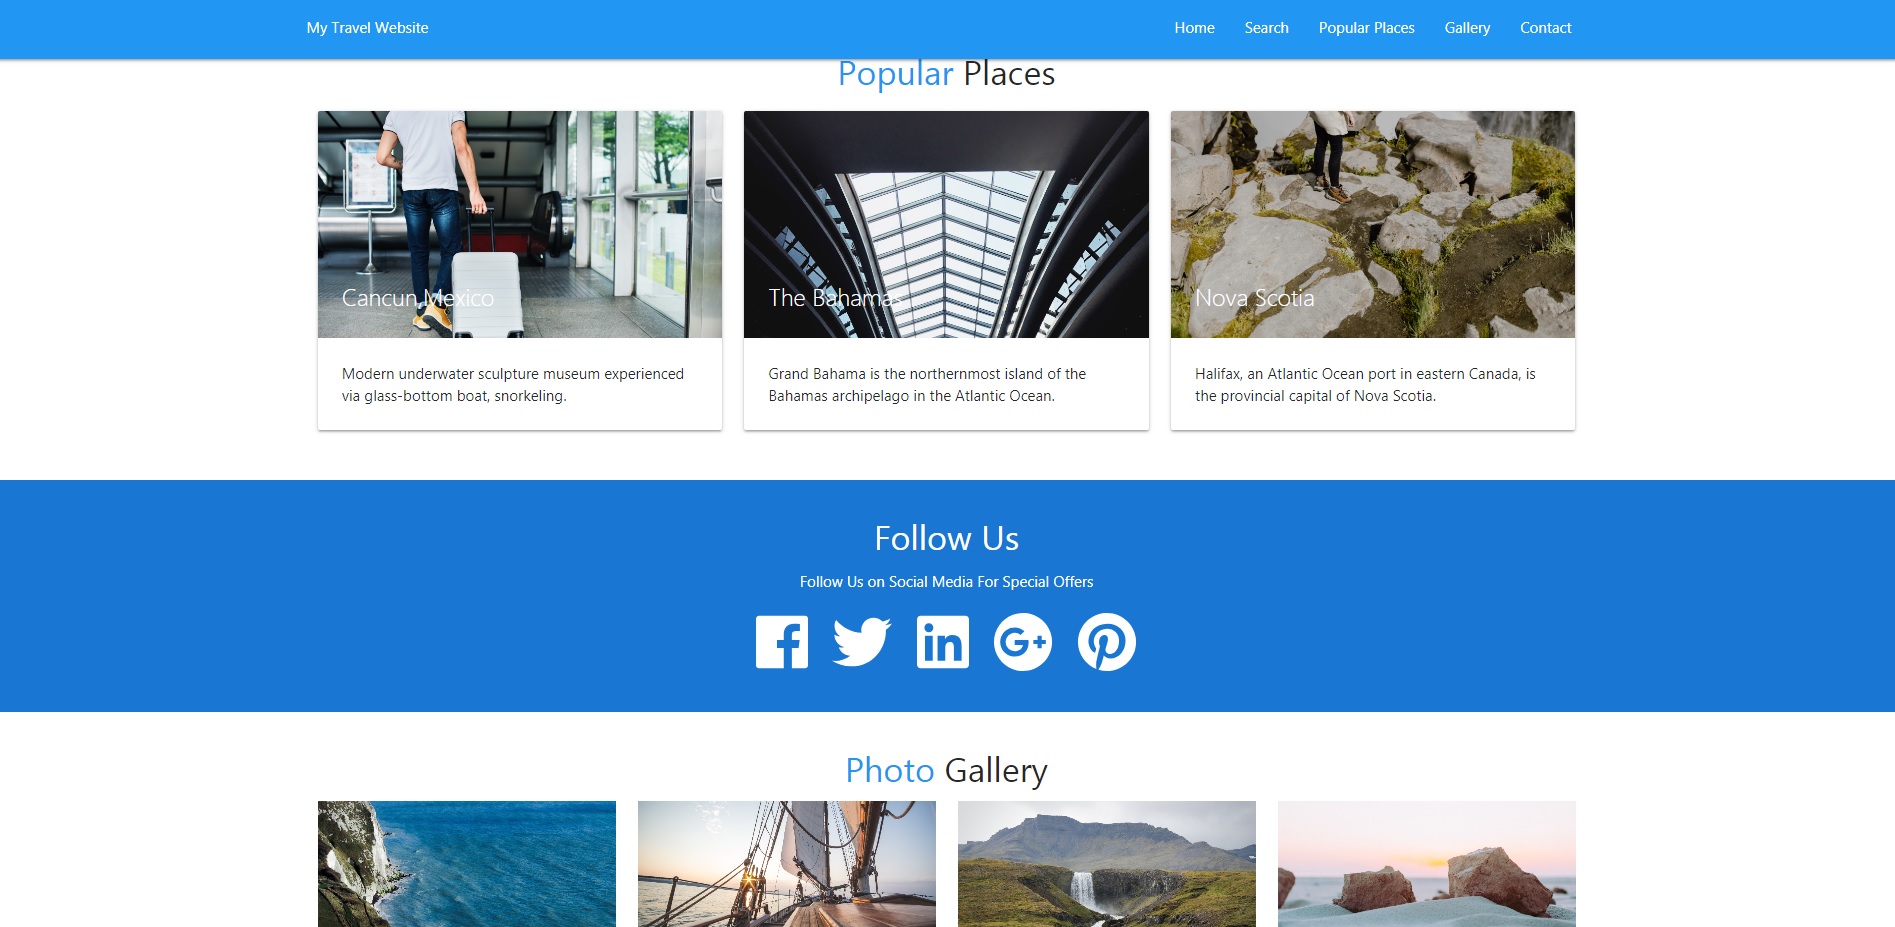 My Travel Website
Home Search Popular Places Gallery Contact
Popular Places
Cancun,Mexico
The Bahamas
Nova Scotia
Modern underwater sculpture museum experienced
via glass-bottom boat, snorkeling.
Grand Bahama is the northernmost island of the
Bahamas archipelago in the Atlantic Ocean.
Halifax, an Atlantic Ocean port in eastern Canada, is
the provincial capital of Nova Scotia.
Follow Us
Follow Us on Social Media For Special Offers
Photo Gallery